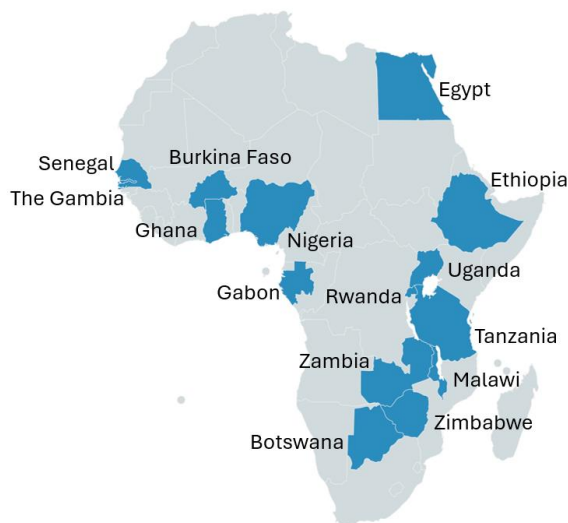 Egypt
Senegal
Burkina Faso
Ethiopia
The Gambia
Ghana
Nigeria
Uganda
Gabon
Rwanda
Tanzania
Zambia
Malawi
Zimbabwe
Botswana